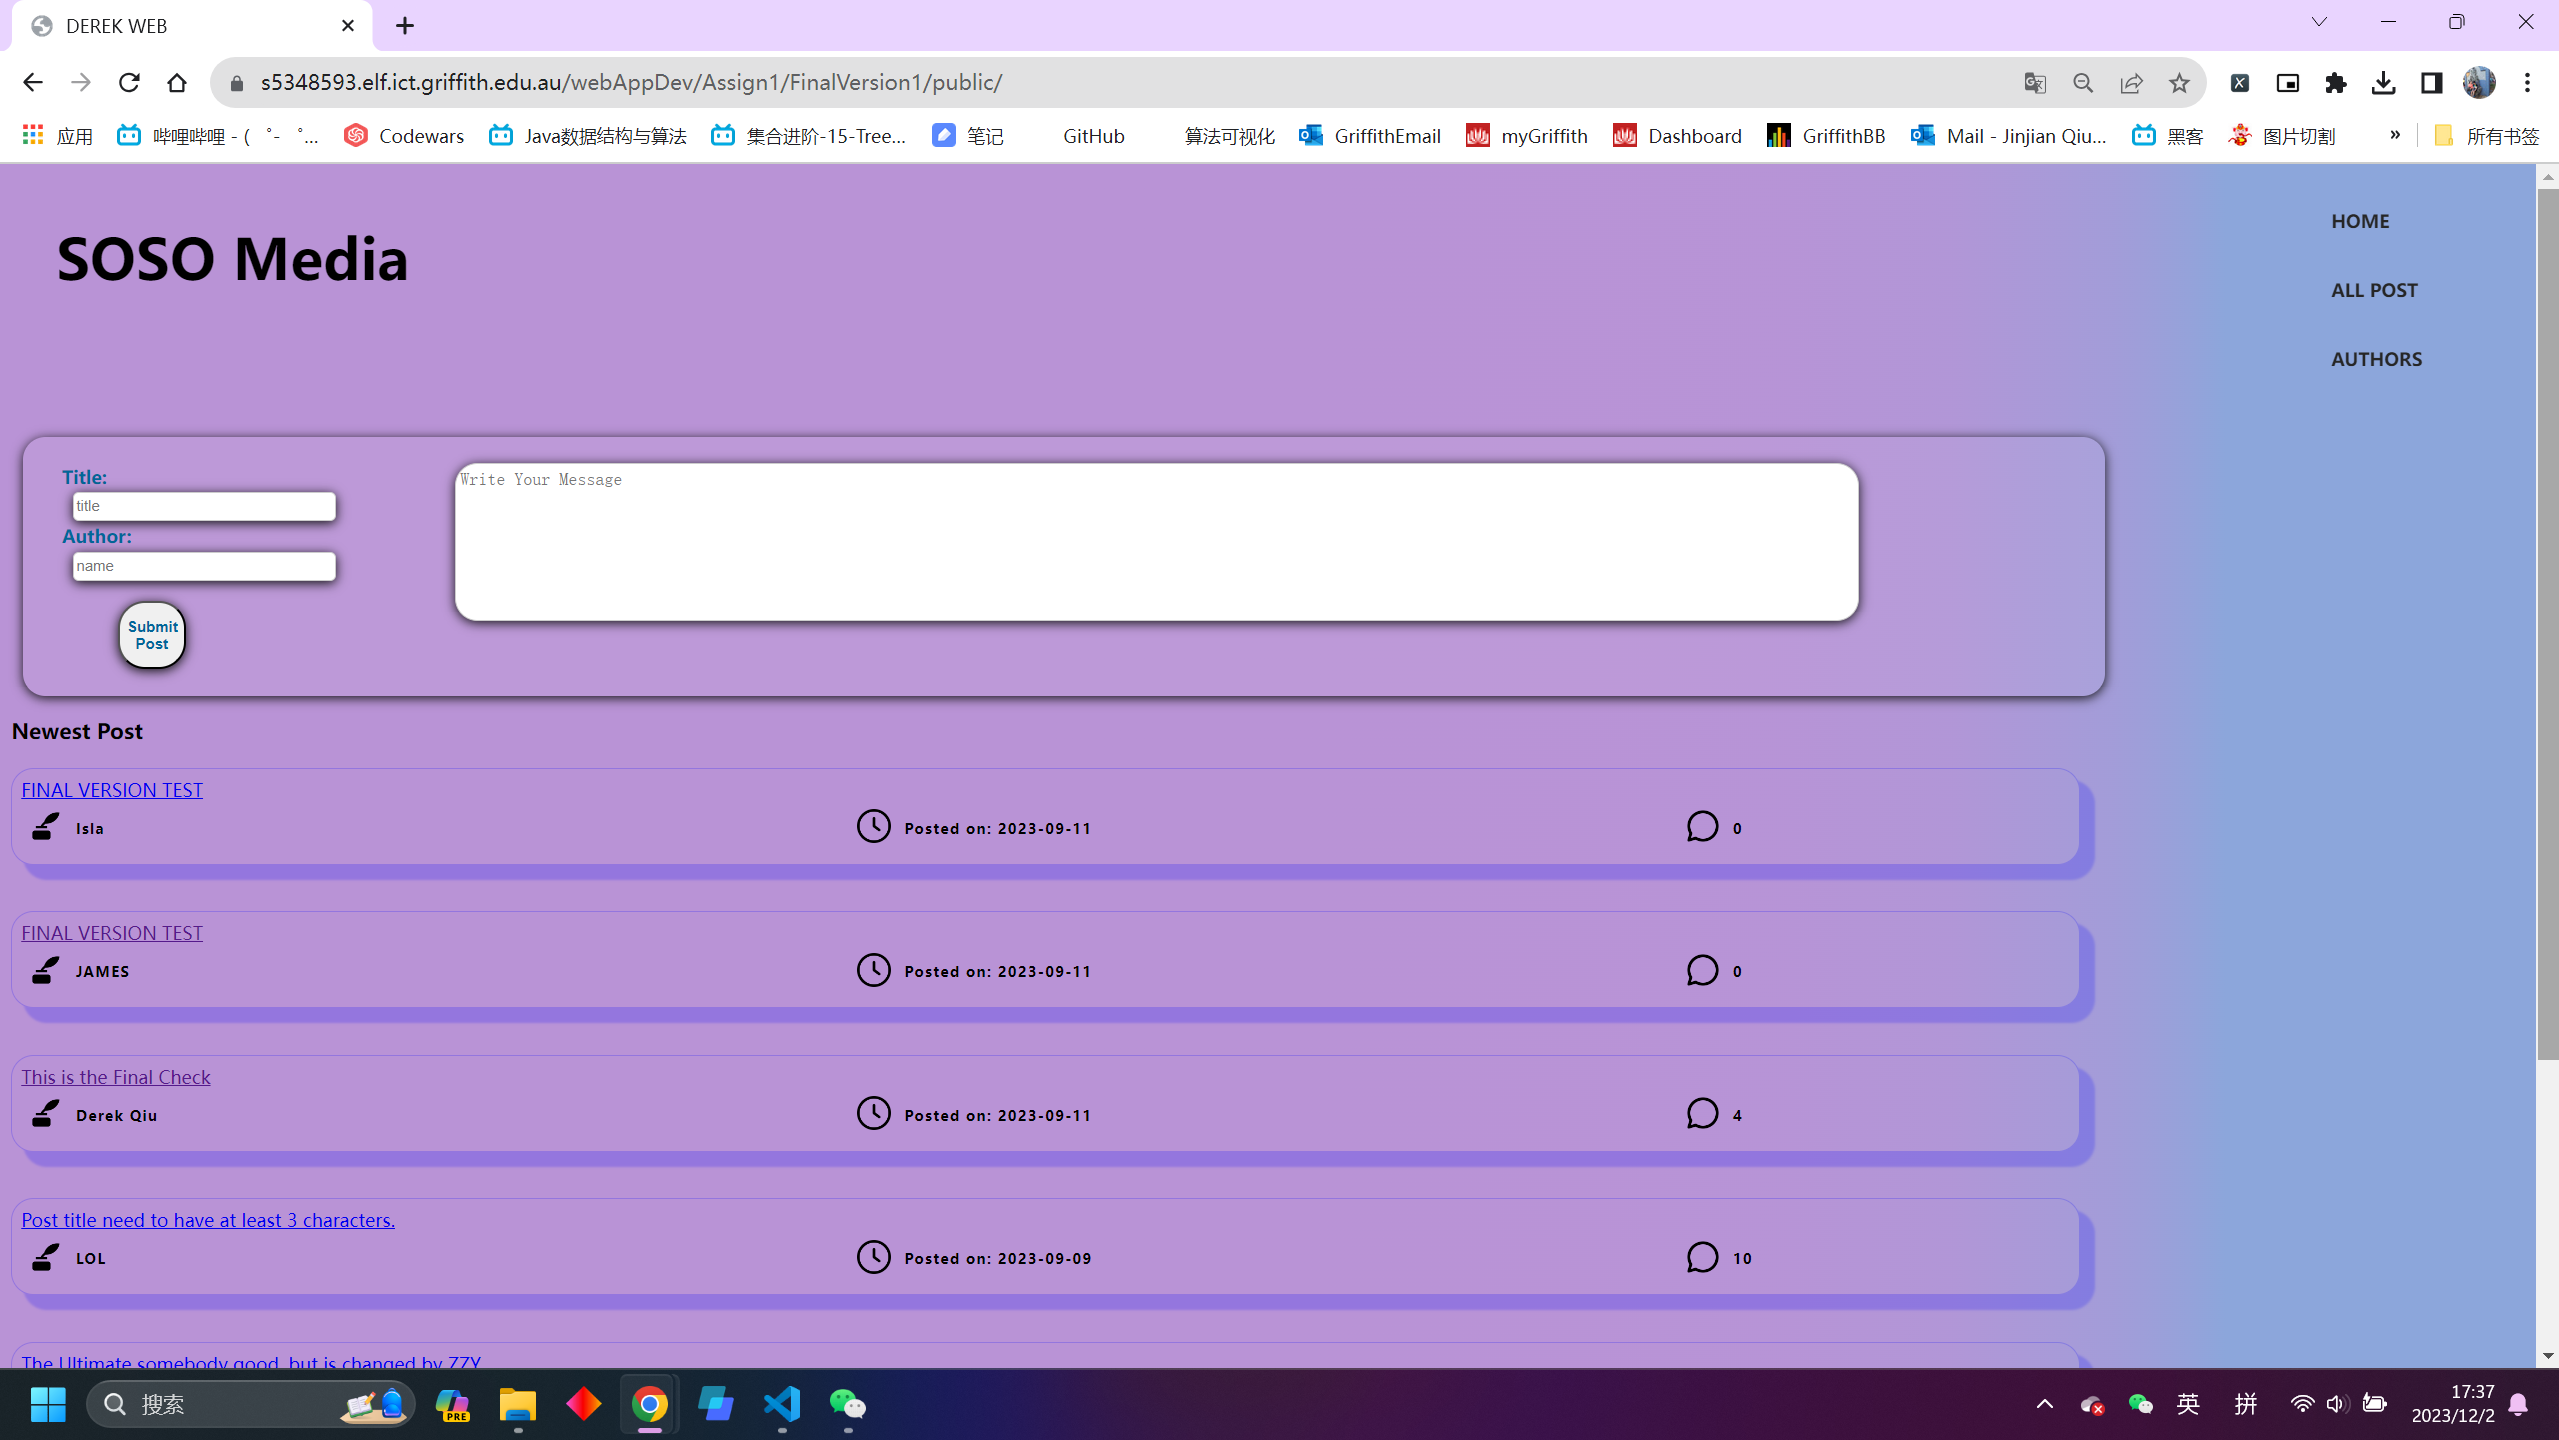 DEREK WEB
s5348593.elf.ict.griffith.edu.au/webAppDev/Assign1/FinalVersion1/public/
应用 哔哩哔哩 - ( ゜- ゜... Codewars Java数据结构与算法 集合进阶-15-Tree... 笔记 GitHub 算法可视化 GriffithEmail myGriffith Dashboard GriffithBB Mail - Jinjian Qiu... 黑客 图片切割 » 所有书签
SOSO Media
HOME
ALL POST
AUTHORS
Title:
title
Author:
name
Submit
Post
Write Your Message
Newest Post
FINAL VERSION TEST
Isla Posted on: 2023-09-11 0
FINAL VERSION TEST
JAMES Posted on: 2023-09-11 0
This is the Final Check
Derek Qiu Posted on: 2023-09-11 4
Post title need to have at least 3 characters.
LOL Posted on: 2023-09-09 10
The Ultimate somebody good, but is changed by ZZY
搜索
PRE
英 拼
17:37
2023/12/2